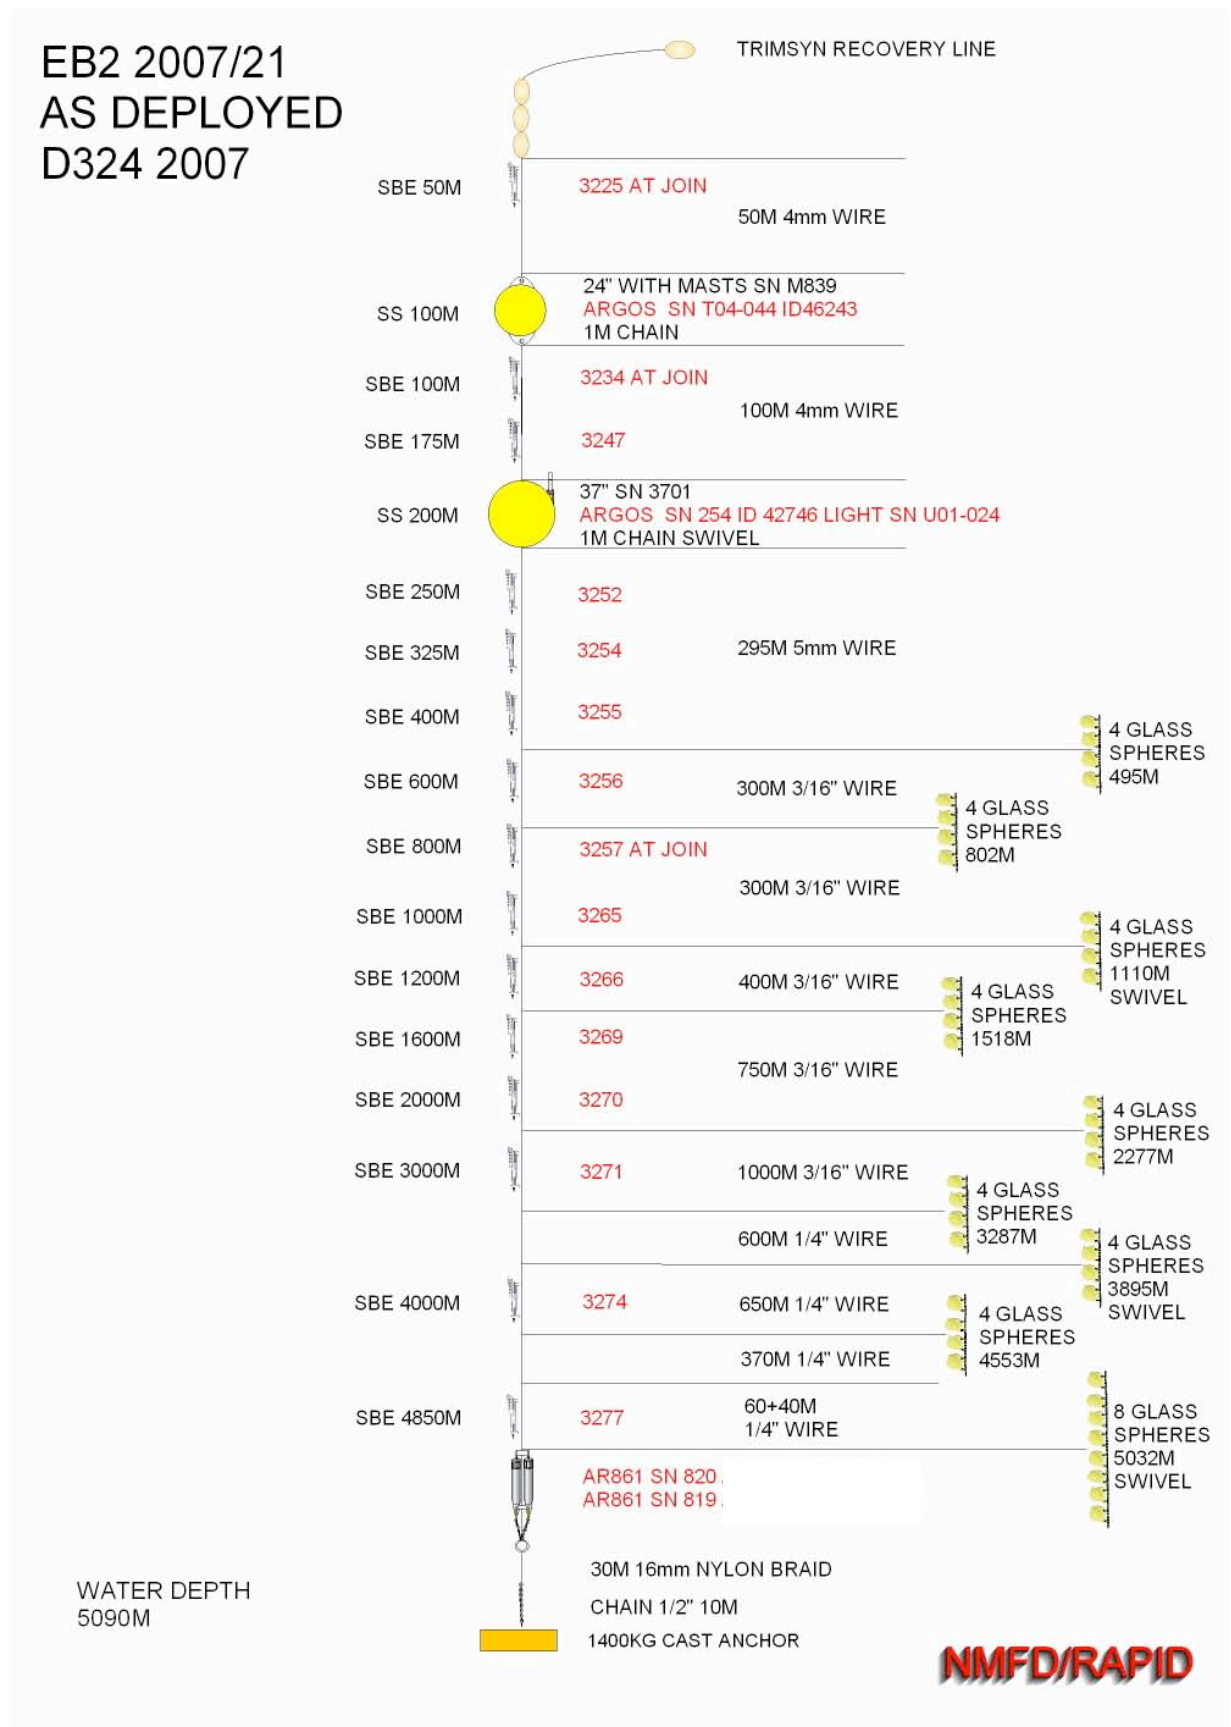 EB2 2007/21
AS DEPLOYED
D324 2007
TRIMSYN RECOVERY LINE
SBE 50M
3225 AT JOIN
50M 4mm WIRE
24" WITH MASTS SN M839
SS 100M
ARGOS SN T04-044 ID46243
1M CHAIN
SBE 100M
3234 AT JOIN
100M 4mm WIRE
SBE 175M
3247
37" SN 3701
SS 200M
ARGOS SN 254 ID 42746 LIGHT SN U01-024
1M CHAIN SWIVEL
SBE 250M
3252
SBE 325M
3254
295M 5mm WIRE
SBE 400M
3255
4 GLASS
SPHERES
495M
SBE 600M
3256
300M 3/16" WIRE
4 GLASS
SPHERES
802M
SBE 800M
3257 AT JOIN
300M 3/16" WIRE
SBE 1000M
3265
4 GLASS
SPHERES
1110M
SWIVEL
SBE 1200M
3266
400M 3/16" WIRE
4 GLASS
SPHERES
1518M
SBE 1600M
3269
750M 3/16" WIRE
SBE 2000M
3270
4 GLASS
SPHERES
2277M
SBE 3000M
3271
1000M 3/16" WIRE
4 GLASS
SPHERES
3287M
600M 1/4" WIRE
4 GLASS
SPHERES
3895M
SWIVEL
SBE 4000M
3274
650M 1/4" WIRE
4 GLASS
SPHERES
4553M
370M 1/4" WIRE
SBE 4850M
3277
60+40M
1/4" WIRE
8 GLASS
SPHERES
5032M
SWIVEL
AR861 SN 820
AR861 SN 819
30M 16mm NYLON BRAID
WATER DEPTH
5090M
CHAIN 1/2" 10M
1400KG CAST ANCHOR
NMFD/RAPID